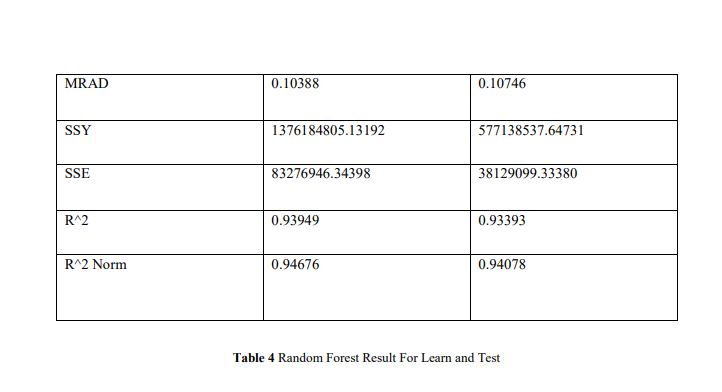 MRAD 0.10388 0.10746
SSY 1376184805.13192 577138537.64731
SSE 83276946.34398 38129099.33380
R^2 0.93949 0.93393
R^2 Norm 0.94676 0.94078
Table 4 Random Forest Result For Learn and Test